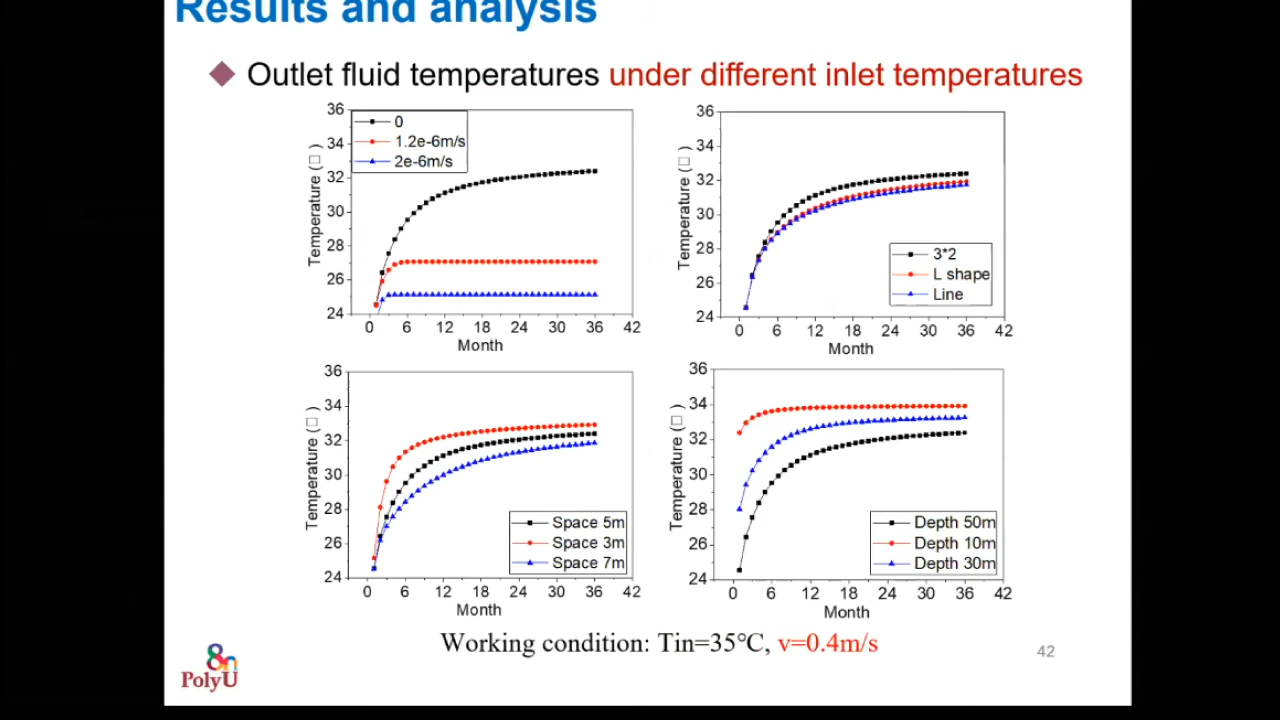 Results and analysis
Outlet fluid temperatures under different inlet temperatures
36
34
32
30
28
26
24
Temperature (□)
0
1.2e-6m/s
2e-6m/s
0 6 12 18 24 30 36 42
Month
36
34
32
30
28
26
24
Temperature (□)
3*2
L shape
Line
0 6 12 18 24 30 36 42
Month
36
34
32
30
28
26
24
Temperature (□)
Space 5m
Space 3m
Space 7m
0 6 12 18 24 30 36 42
Month
36
34
32
30
28
26
24
Temperature (□)
Depth 50m
Depth 10m
Depth 30m
0 6 12 18 24 30 36 42
Month
Working condition: Tin=35℃, v=0.4m/s
PolyU
42